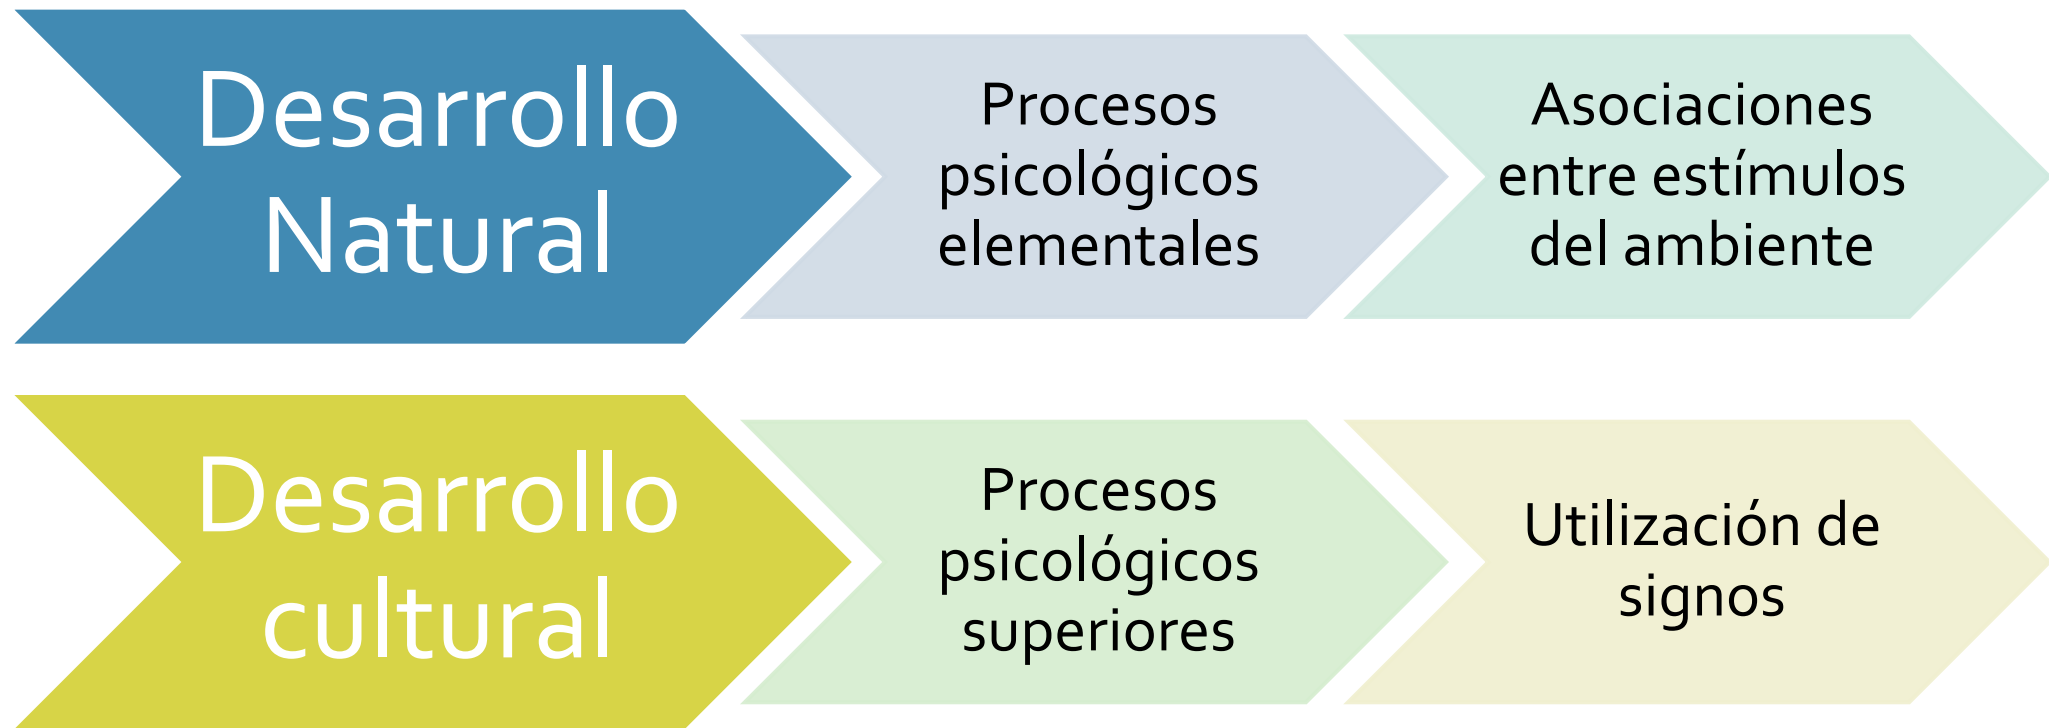 Desarrollo
Natural
Procesos
psicológicos
elementales
Asociaciones
entre estímulos
del ambiente
Desarrollo
cultural
Procesos
psicológicos
superiores
Utilización de
signos